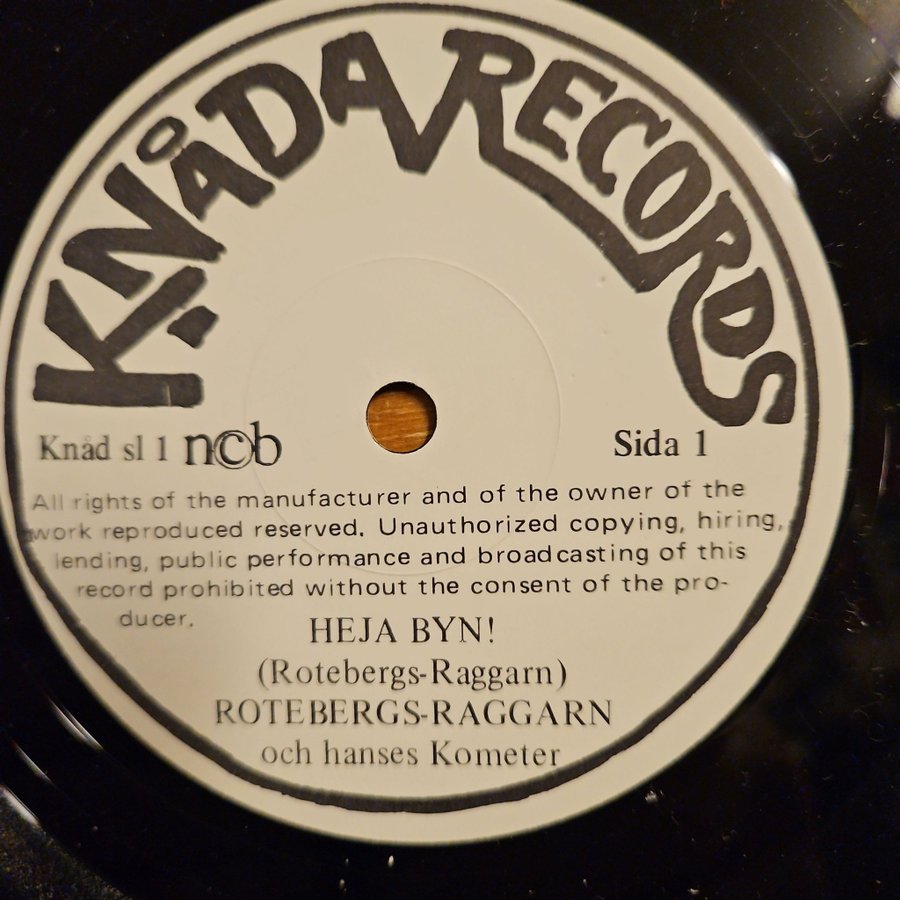 KNÅDA RECORDS
Knåd sl 1 n©b Sida 1
All rights of the manufacturer and of the owner of the
work reproduced reserved. Unauthorized copying, hiring,
lending, public performance and broadcasting of this
record prohibited without the consent of the pro-
ducer.
HEJA BYN!
(Rotebergs-Raggarn)
ROTEBERGS-RAGGARN
och hanses Kometer